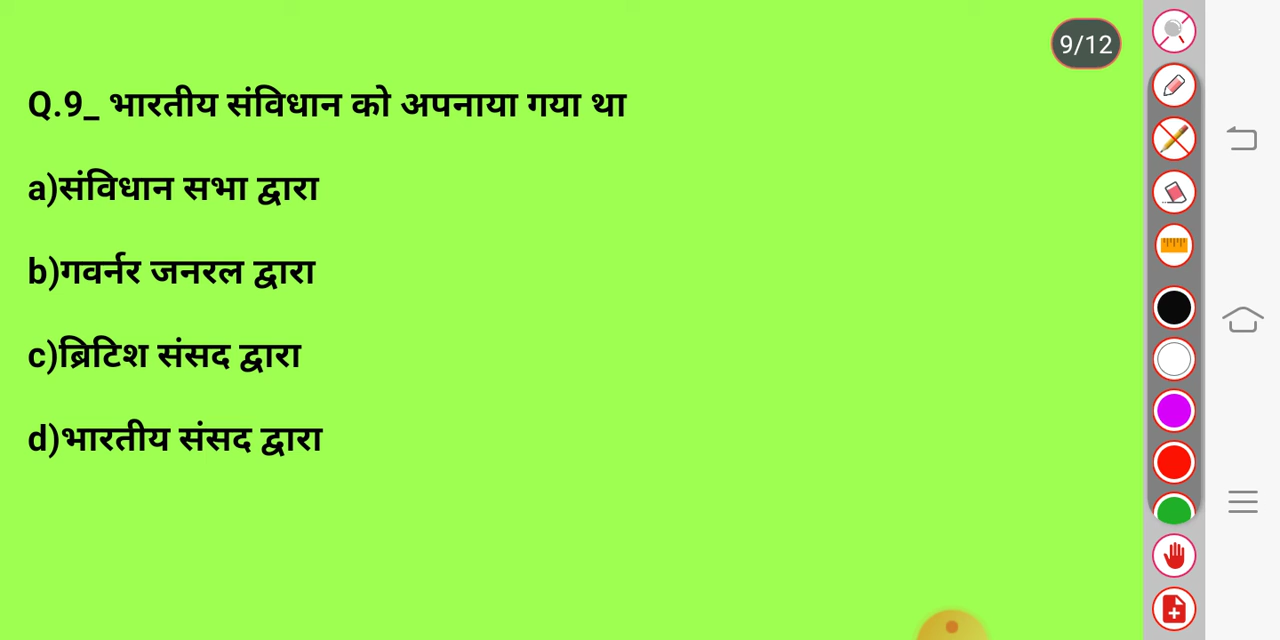 9/12
Q.9_ भारतीय संविधान को अपनाया गया था
a)संविधान सभा द्वारा
b)गवर्नर जनरल द्वारा
c)ब्रिटिश संसद द्वारा
d)भारतीय संसद द्वारा